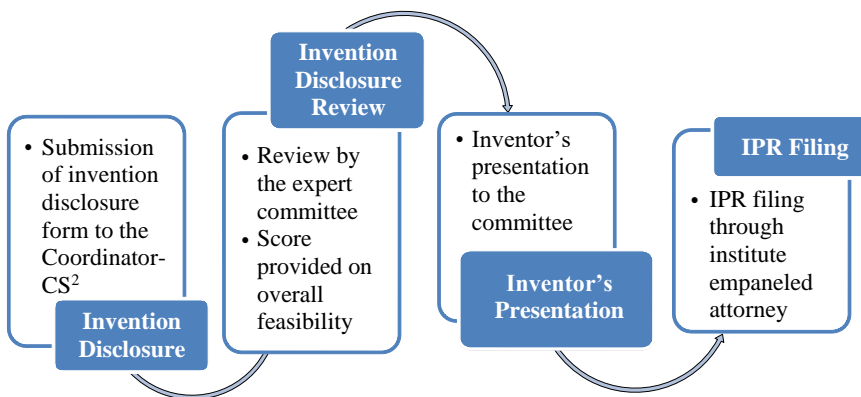 • Submission
of invention
disclosure
form to the
Coordinator-
CS²
Invention
Disclosure
Invention
Disclosure
Review
• Review by
the expert
committee
• Score
provided on
overall
feasibility
• Inventor’s
presentation
to the
committee
Inventor’s
Presentation
IPR Filing
• IPR filing
through
institute
empaneled
attorney